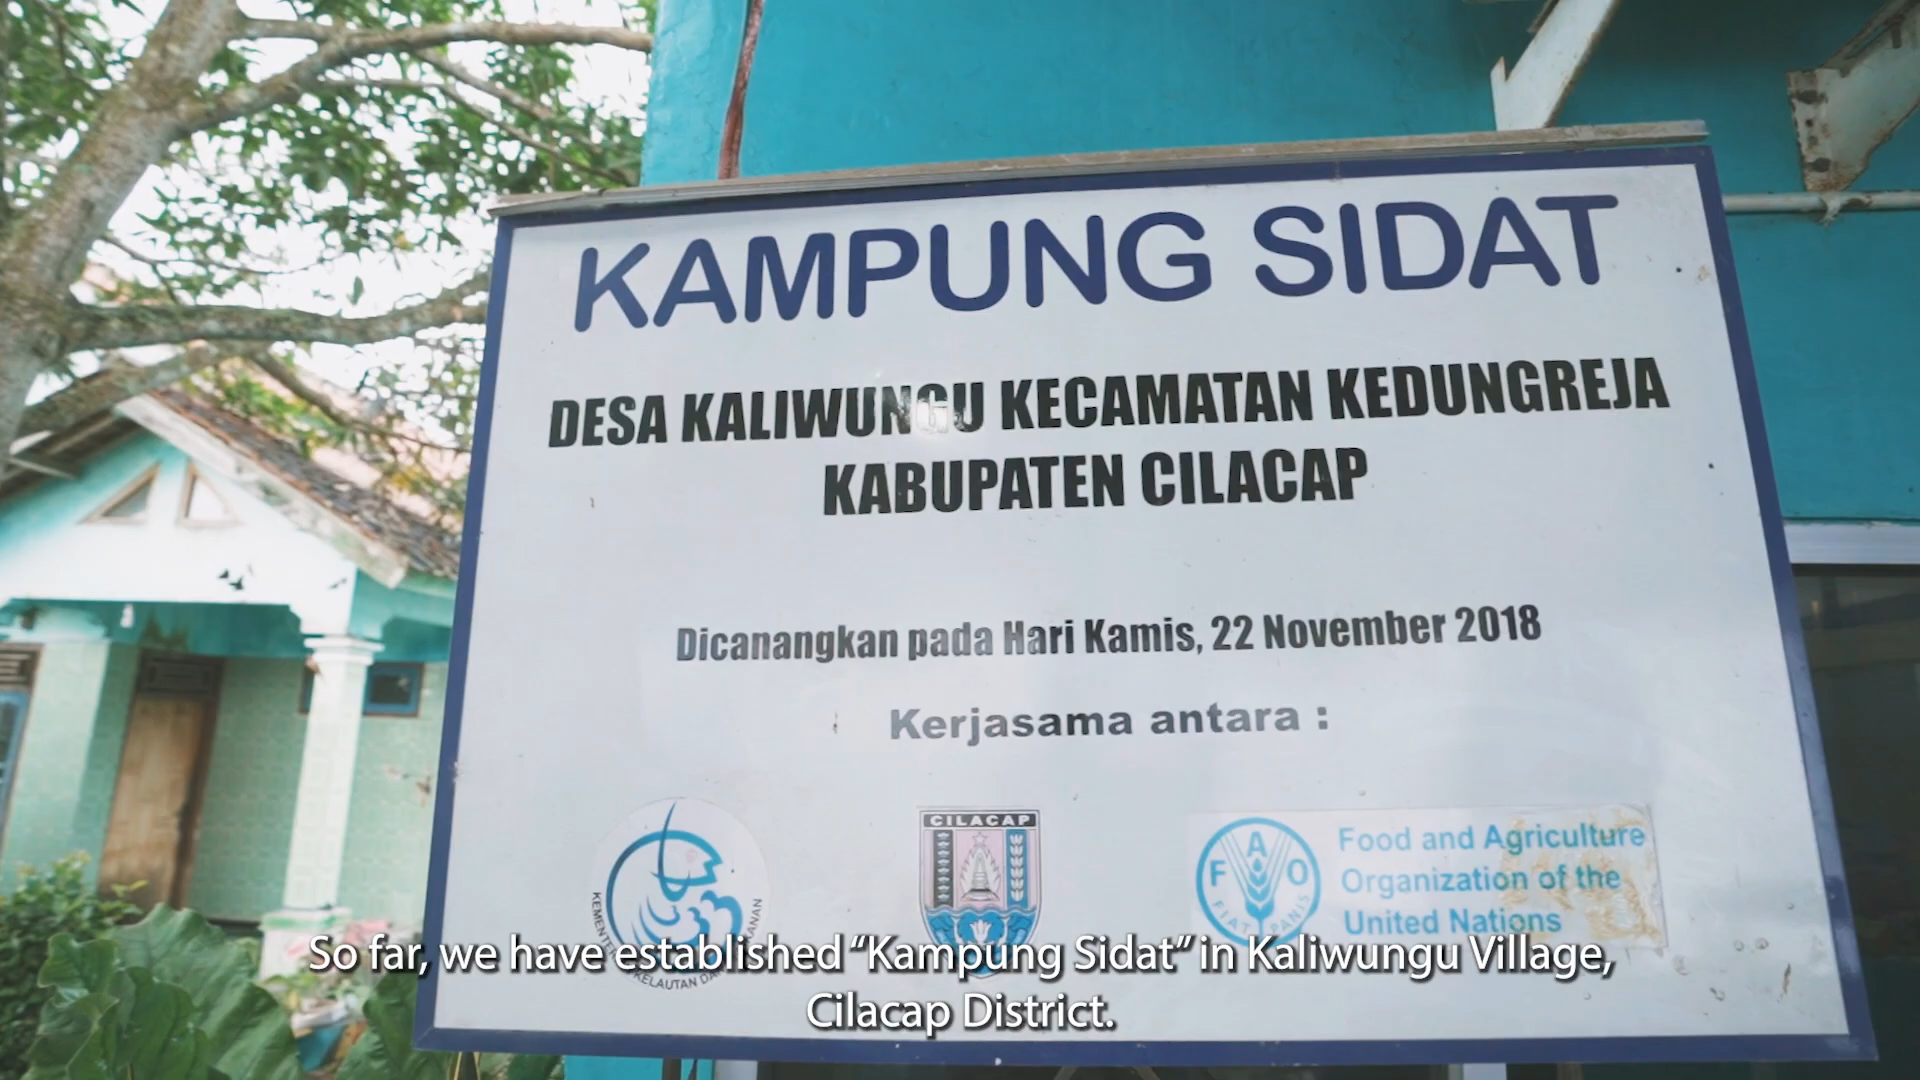 KAMPUNG SIDAT
DESA KALIWUNGU KECAMATAN KEDUNGREJA
KABUPATEN CILACAP
Dicanangkan pada Hari Kamis, 22 November 2018
Kerjasama antara :
CILACAP
FAO
FIAT PANIS
Food and Agriculture
Organization of the
United Nations
KELAUTAN
So far, we have established “Kampung Sidat” in Kaliwungu Village,
Cilacap District.